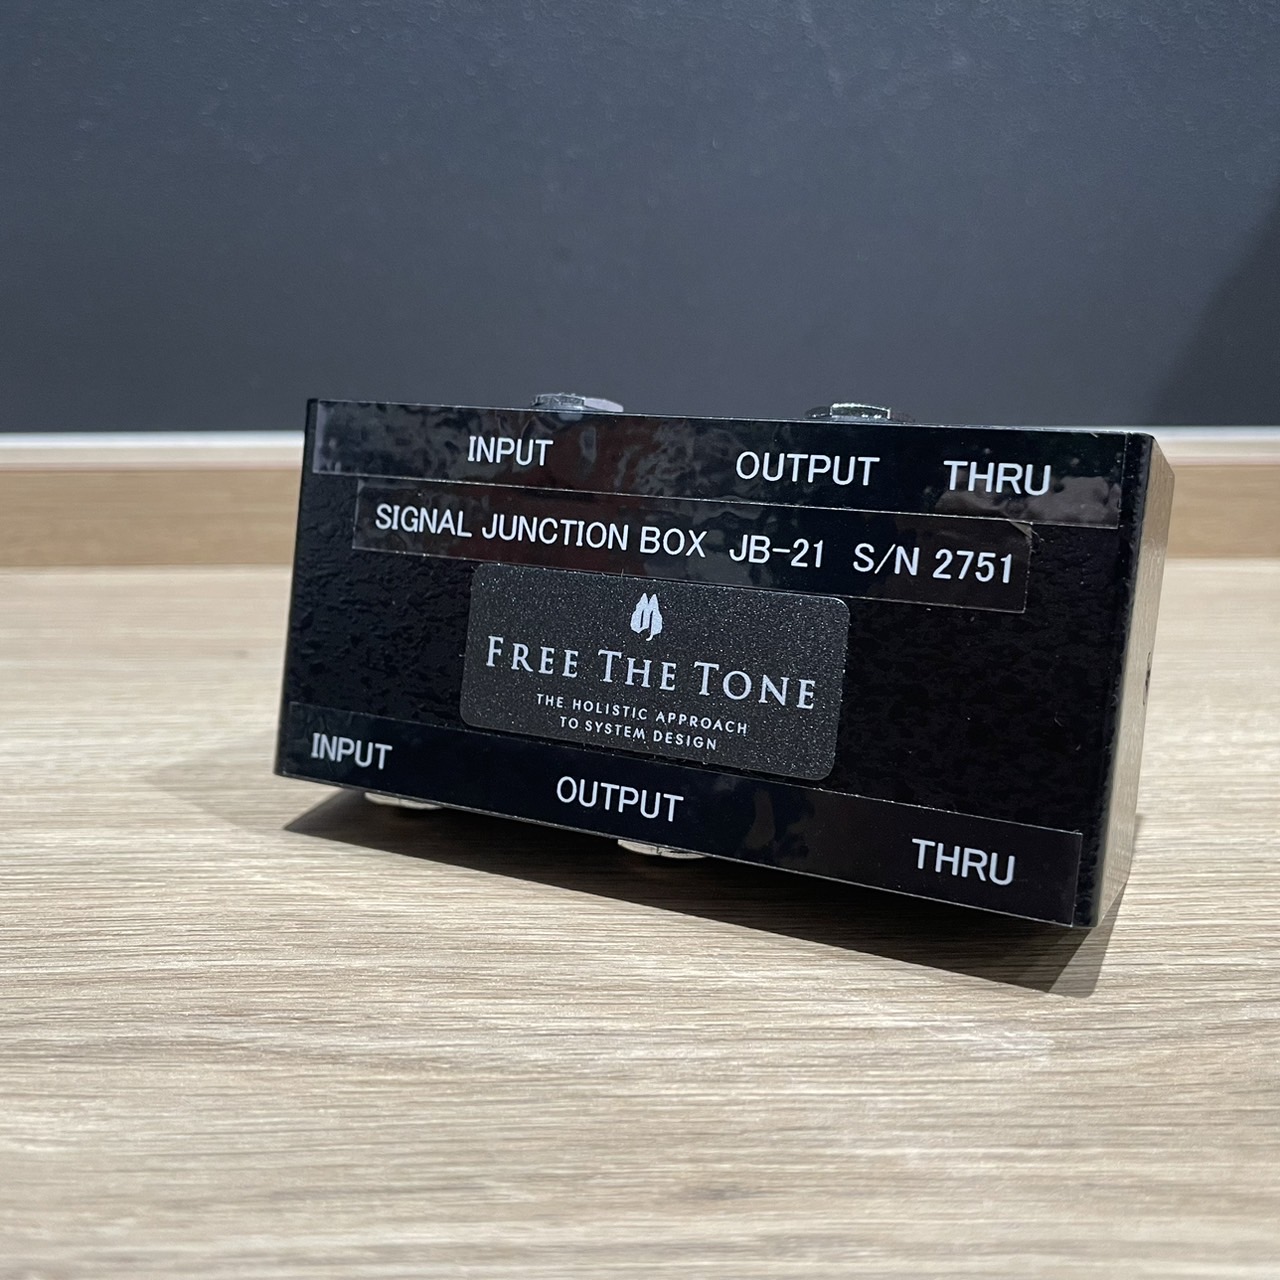 INPUT OUTPUT THRU
SIGNAL JUNCTION BOX JB-21 S/N 2751
FREE THE TONE
THE HOLISTIC APPROACH
TO SYSTEM DESIGN
INPUT OUTPUT THRU